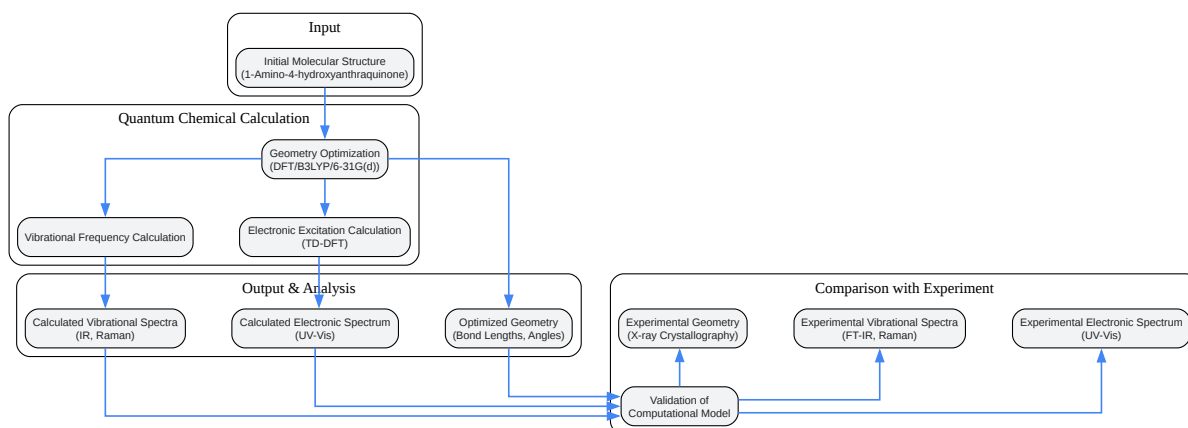 Input
Initial Molecular Structure
(1-Amino-4-hydroxyanthraquinone)
Quantum Chemical Calculation
Geometry Optimization
(DFT/B3LYP/6-31G(d))
Vibrational Frequency Calculation
Electronic Excitation Calculation
(TD-DFT)
Output & Analysis
Calculated Vibrational Spectra
(IR, Raman)
Calculated Electronic Spectrum
(UV-Vis)
Optimized Geometry
(Bond Lengths, Angles)
Comparison with Experiment
Experimental Geometry
(X-ray Crystallography)
Experimental Vibrational Spectra
(FT-IR, Raman)
Experimental Electronic Spectrum
(UV-Vis)
Validation of
Computational Model